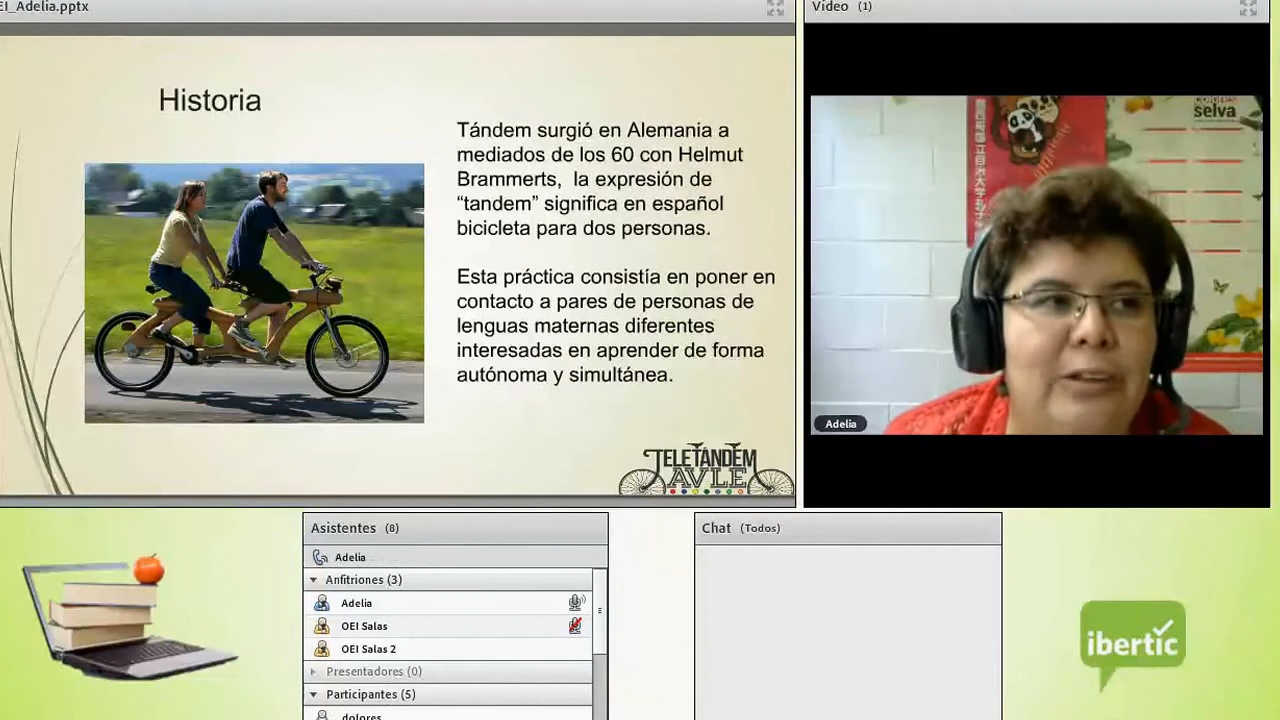 EI_Adelia.pptx
Video (1)
Historia
Tándem surgió en Alemania a
mediados de los 60 con Helmut
Brammerts, la expresión de
“tandem” significa en español
bicicleta para dos personas.
Esta práctica consistía en poner en
contacto a pares de personas de
lenguas maternas diferentes
interesadas en aprender de forma
autónoma y simultánea.
TELETÁNDEM
AVLE
selva
Adelia
Asistentes (8)
Adelia
Anfitriones (3)
Adelia
OEI Salas
OEI Salas 2
Presentadores (0)
Participantes (5)
dolores
Chat (Todos)
ibertic